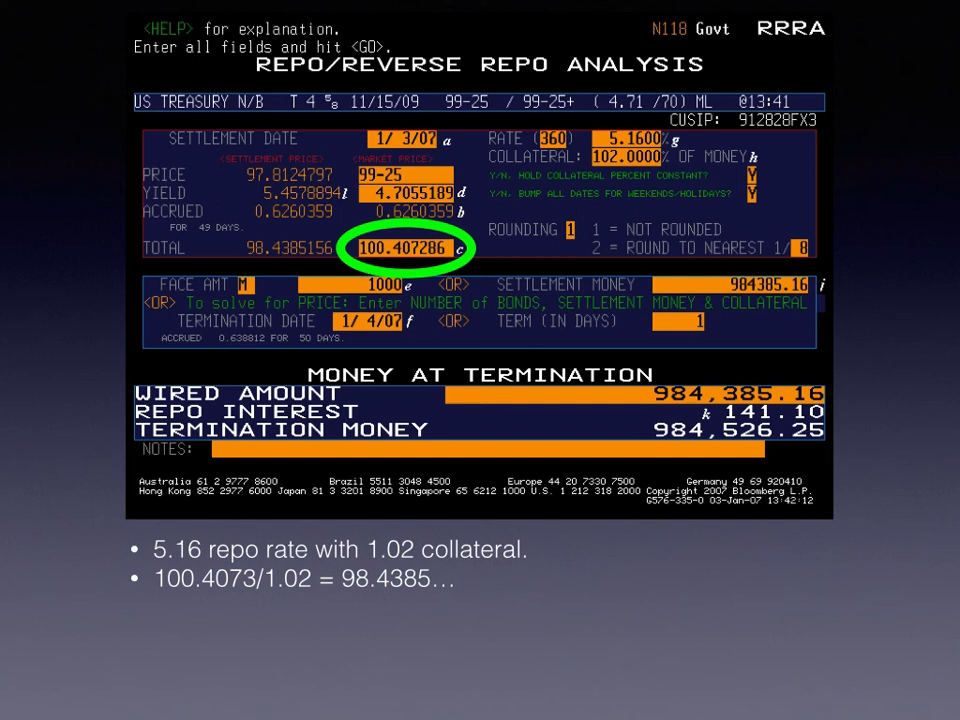 <HELP> for explanation. N118 Govt RRRA
Enter all fields and hit <GO>.
REPO/REVERSE REPO ANALYSIS
US TREASURY N/B T 4 5/8 11/15/09 99-25 / 99-25+ ( 4.71 /70) ML @13:41
CUSIP: 912828FX3
SETTLEMENT DATE 1/ 3/07 a RATE (360) 5.1600% g
<SETTLEMENT PRICE> <MARKET PRICE> COLLATERAL: 102.0000% OF MONEY h
PRICE 97.8124797 99-25 Y/N, HOLD COLLATERAL PERCENT CONSTANT? Y
YIELD 5.4578894 l 4.7055189 d Y/N, BUMP ALL DATES FOR WEEKENDS/HOLIDAYS? Y
ACCRUED 0.6260359 0.6260359 b
FOR 49 DAYS. ROUNDING 1 1 = NOT ROUNDED
TOTAL 98.4385156 100.407286 c 2 = ROUND TO NEAREST 1/ 8
FACE AMT M 1000 e <OR> SETTLEMENT MONEY 984385.16 i
<OR> To solve for PRICE: Enter NUMBER of BONDS, SETTLEMENT MONEY & COLLATERAL
TERMINATION DATE 1/ 4/07 f <OR> TERM (IN DAYS) 1
ACCRUED 0.638812 FOR 50 DAYS.
MONEY AT TERMINATION
WIRED AMOUNT 984,385.16
REPO INTEREST k 141.10
TERMINATION MONEY 984,526.25
NOTES:
Australia 61 2 9777 8600 Brazil 5511 3048 4500 Europe 44 20 7330 7500 Germany 49 69 920410
Hong Kong 852 2977 6000 Japan 81 3 3201 8900 Singapore 65 6212 1000 U.S. 1 212 318 2000 Copyright 2007 Bloomberg L.P.
G576-335-0 03-Jan-07 13:42:12
• 5.16 repo rate with 1.02 collateral.
• 100.4073/1.02 = 98.4385…